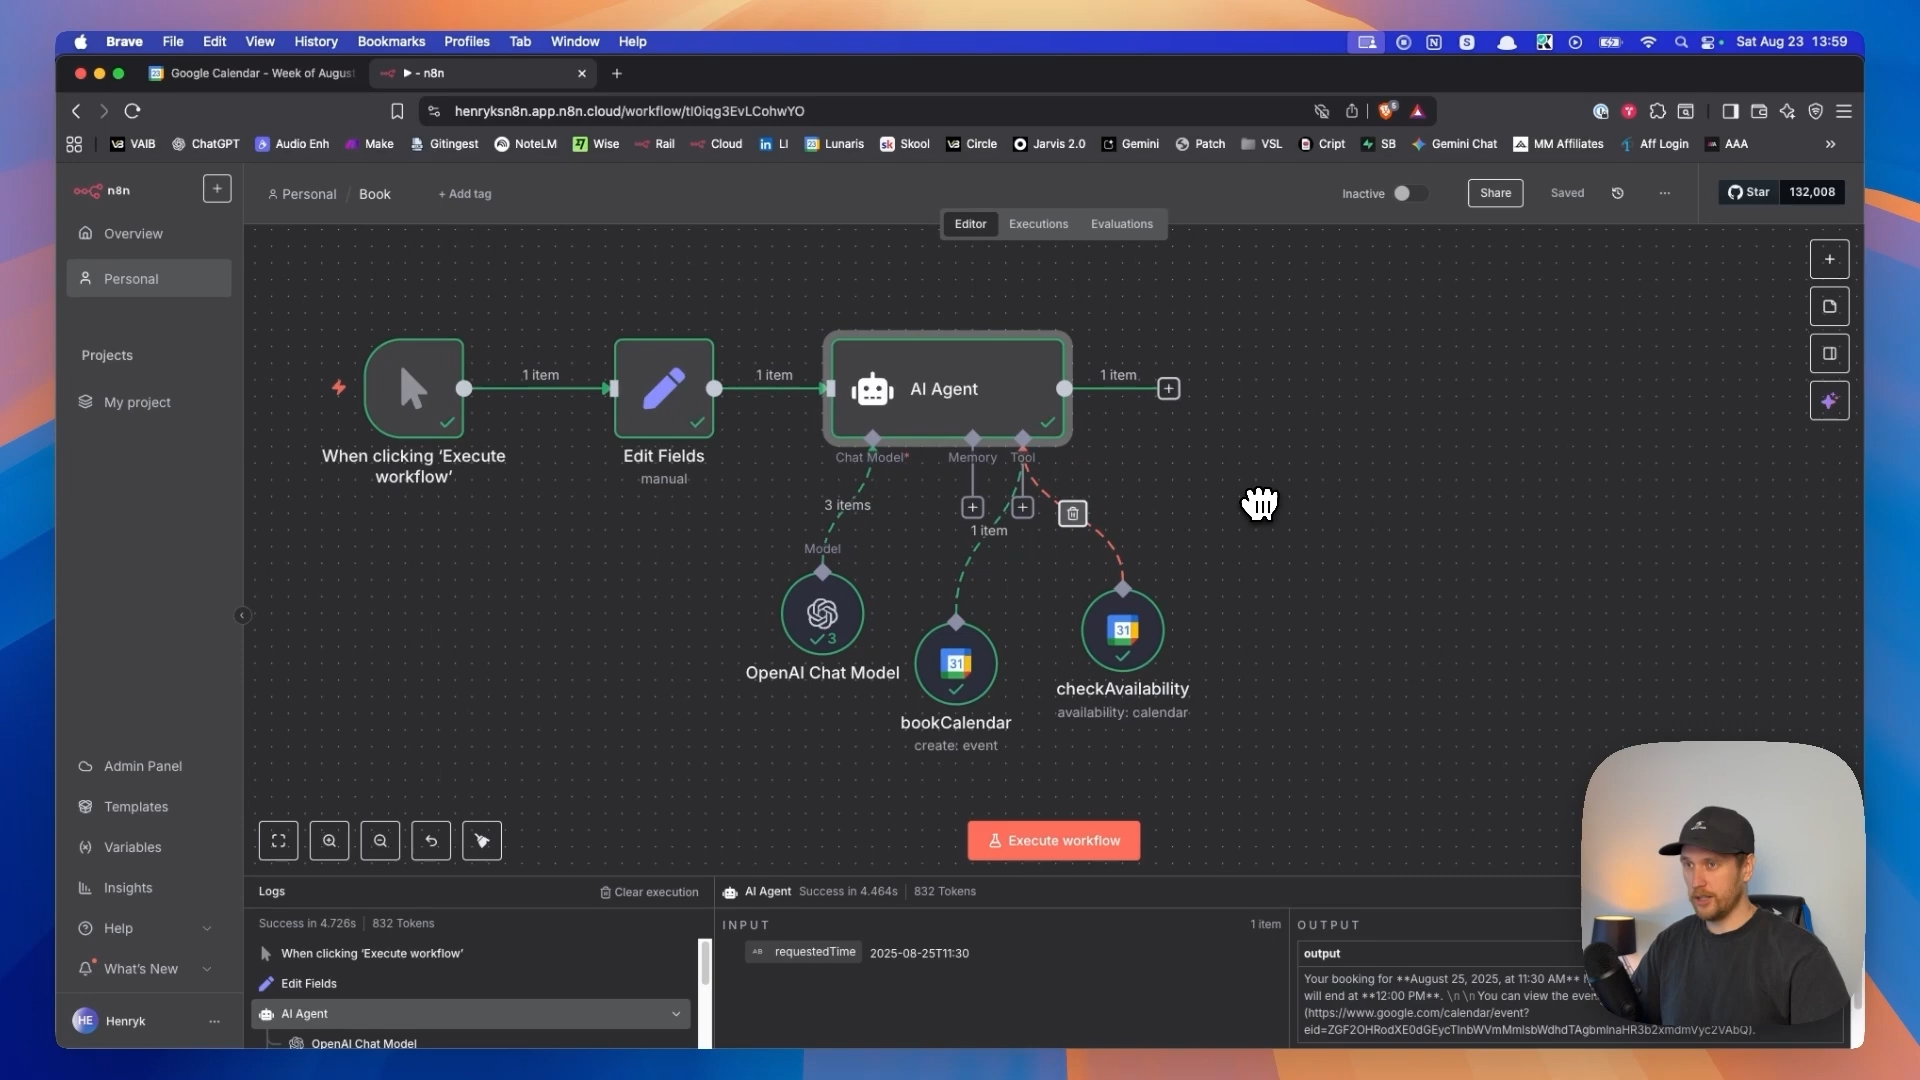 Brave File Edit View History Bookmarks Profiles Tab Window Help
Sat Aug 23 13:59
Google Calendar - Week of August
- n8n
henryksn8n.app.n8n.cloud/workflow/tI0iqg3EvLCohwYO
VAIB ChatGPT Audio Enh Make Gitingest NoteLM Wise Rail Cloud LI Lunaris Skool Circle Jarvis 2.0 Gemini Patch VSL Cript SB Gemini Chat MM Affiliates Aff Login AAA
n8n
Personal / Book + Add tag
Inactive
Share
Saved
Star 132,008
Editor Executions Evaluations
Overview
Personal
Projects
My project
Admin Panel
Templates
Variables
Insights
Help
What's New
HE Henryk
1 item
1 item
1 item
When clicking ‘Execute
workflow’
Edit Fields
manual
AI Agent
Chat Model*
Memory
Tool
3 items
1 item
Model
3
OpenAI Chat Model
31
bookCalendar
create: event
31
checkAvailability
availability: calendar
Execute workflow
Logs
Clear execution
Success in 4.726s | 832 Tokens
When clicking ‘Execute workflow’
Edit Fields
AI Agent
OpenAI Chat Model
AI Agent Success in 4.464s | 832 Tokens
INPUT
1 item
AB requestedTime 2025-08-25T11:30
OUTPUT
output
Your booking for **August 25, 2025, at 11:30 AM**
will end at **12:00 PM**. \n \n You can view the
(https://www.google.com/calendar/event?